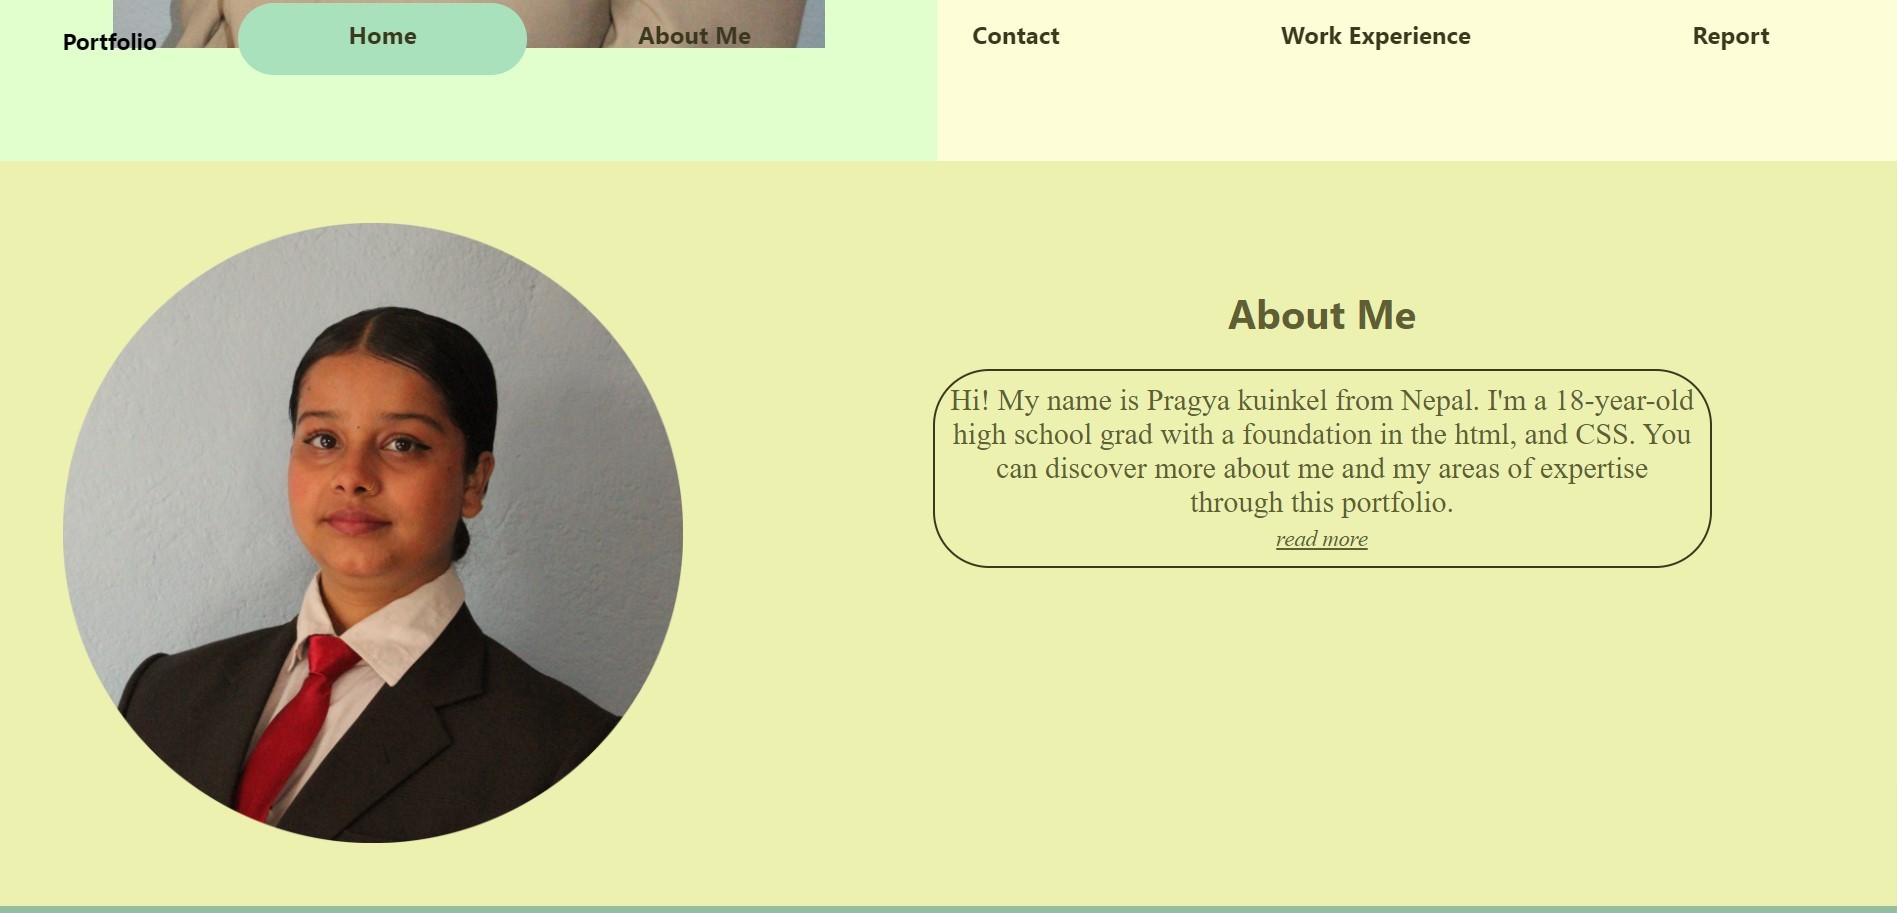 Portfolio Home About Me Contact Work Experience Report
About Me
Hi! My name is Pragya kuinkel from Nepal. I'm a 18-year-old
high school grad with a foundation in the html, and CSS. You
can discover more about me and my areas of expertise
through this portfolio.
read more